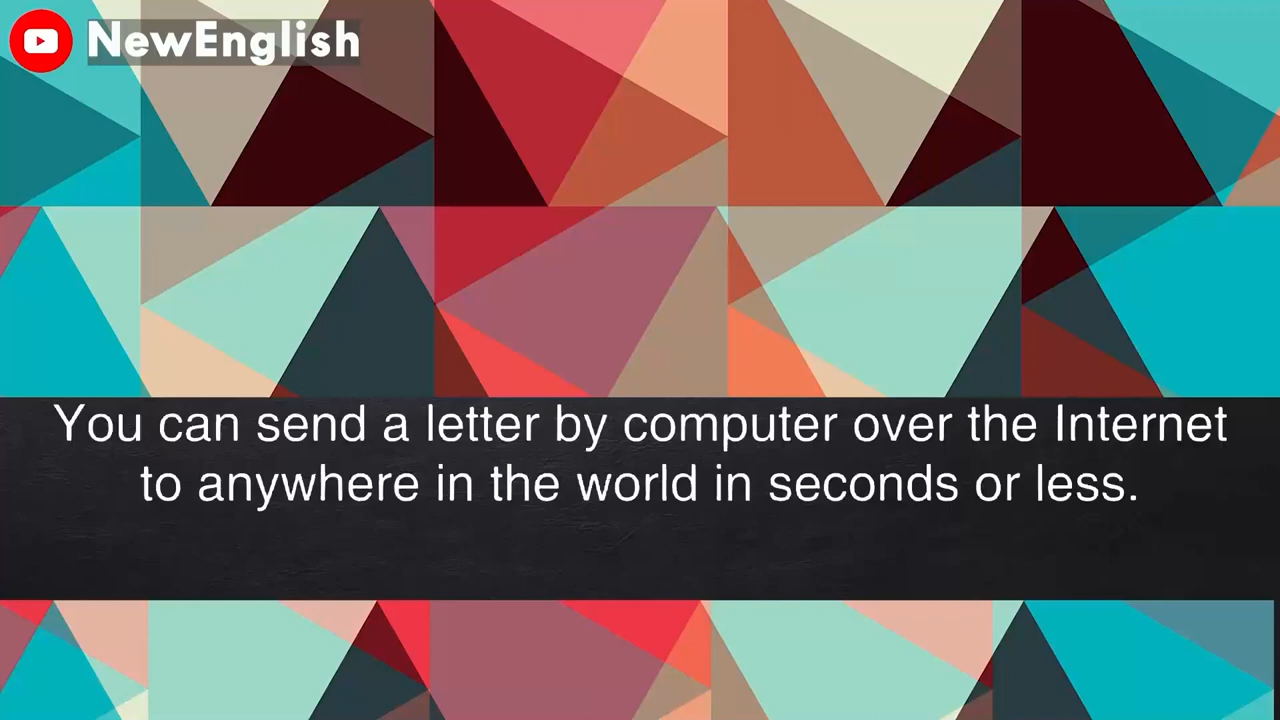 NewEnglish
You can send a letter by computer over the Internet
to anywhere in the world in seconds or less.